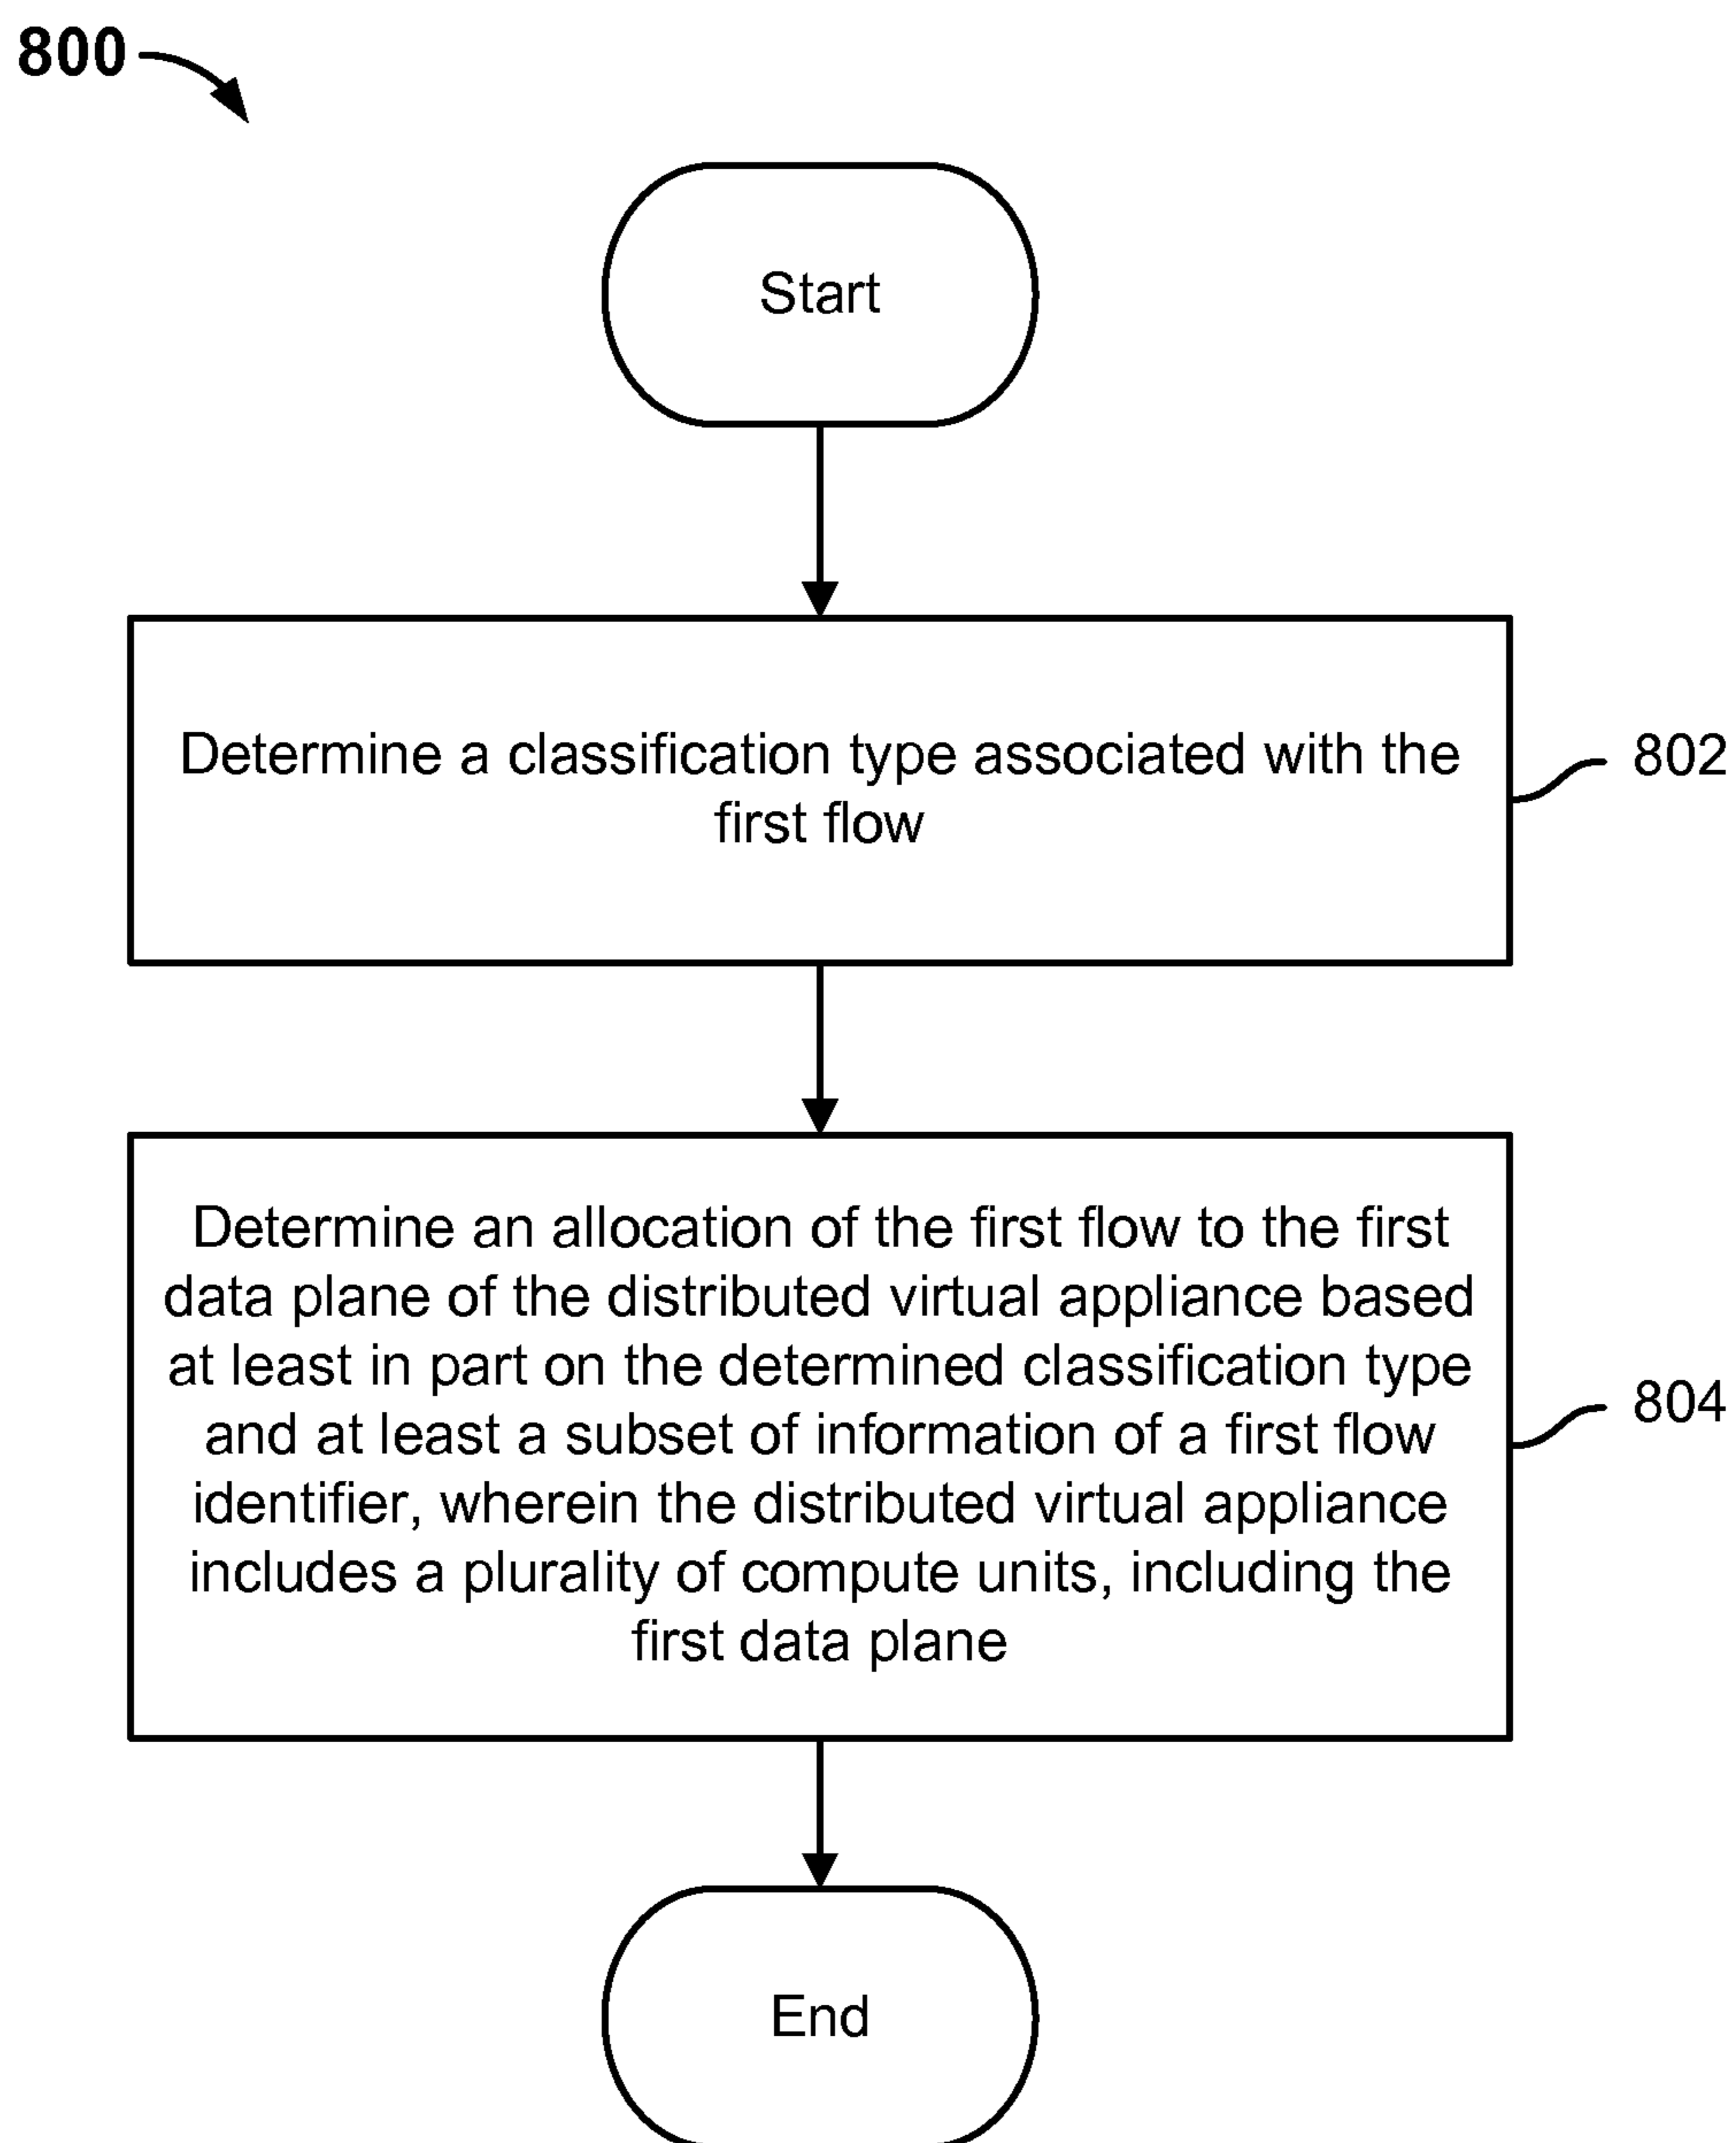 800
Start
Determine a classification type associated with the
first flow
802
Determine an allocation of the first flow to the first
data plane of the distributed virtual appliance based
at least in part on the determined classification type
and at least a subset of information of a first flow
identifier, wherein the distributed virtual appliance
includes a plurality of compute units, including the
first data plane
804
End